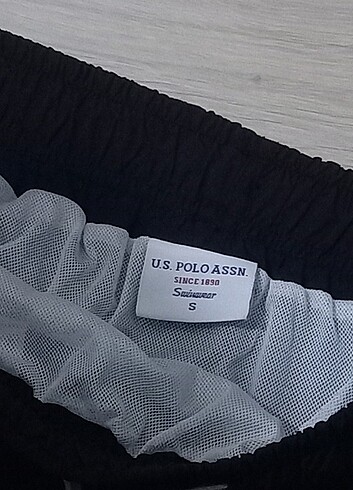 U.S. POLO ASSN.
SINCE 1890
Swimwear
S